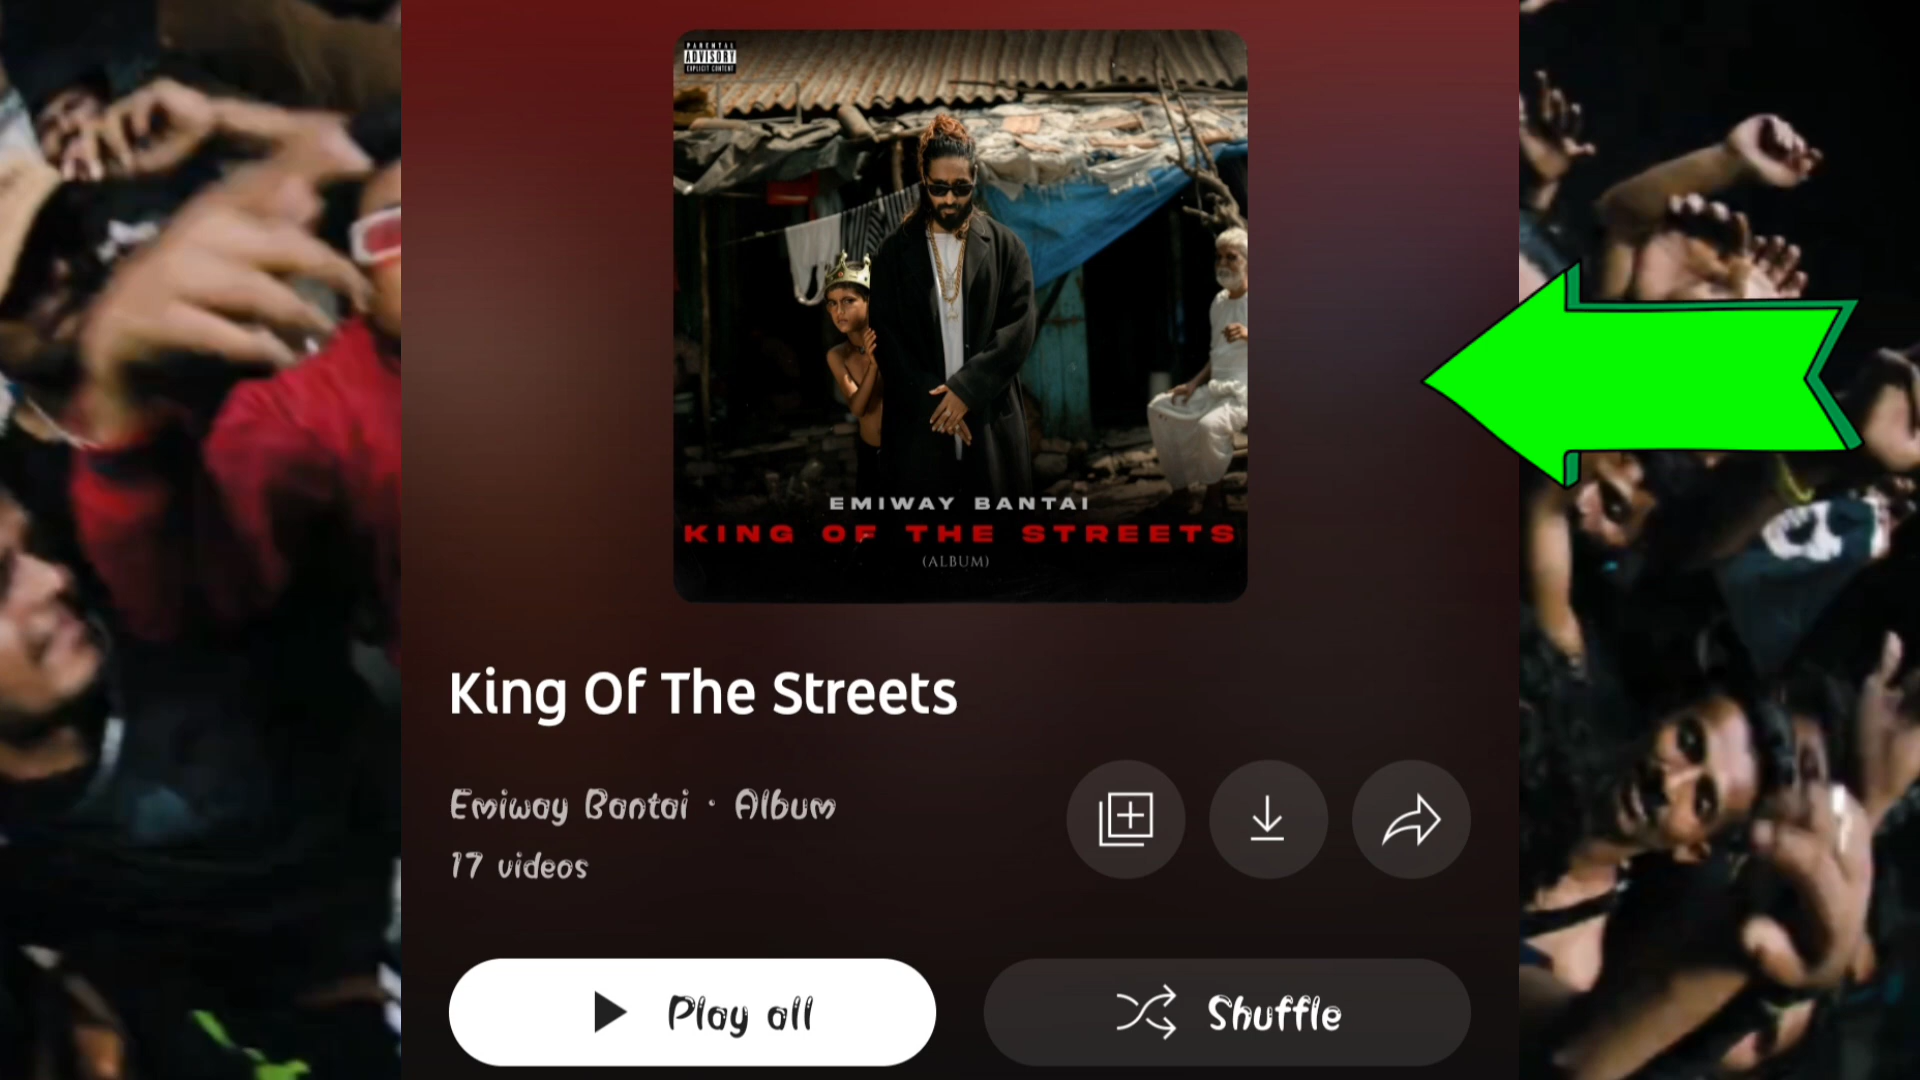 PARENTAL
ADVISORY
EXPLICIT CONTENT
EMIWAY BANTAI
KING OF THE STREETS
(ALBUM)
King Of The Streets
Emiway Bantai · Album
17 videos
Play all
Shuffle